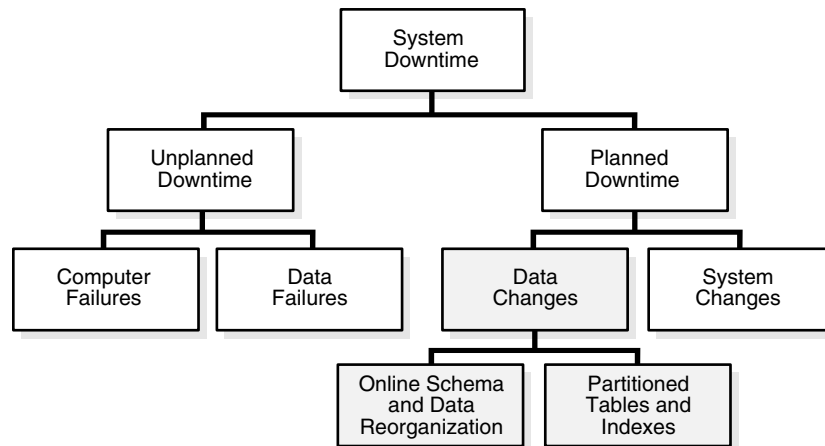 System
Downtime
Unplanned
Downtime
Planned
Downtime
Computer
Failures
Data
Failures
Data
Changes
System
Changes
Online Schema
and Data
Reorganization
Partitioned
Tables and
Indexes